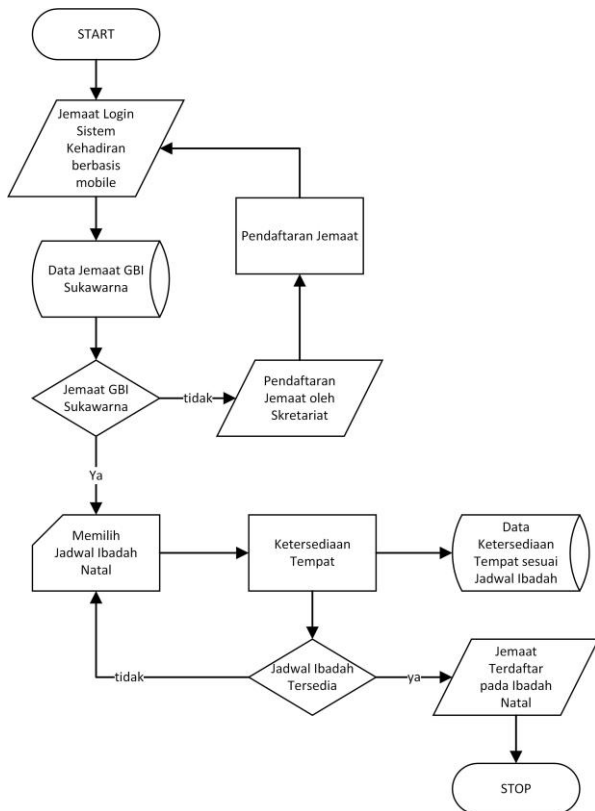 START
Jemaat Login
Sistem
Kehadiran
berbasis
mobile
Pendaftaran Jemaat
Data Jemaat GBI
Sukawarna
Jemaat GBI
Sukawarna
tidak
Pendaftaran
Jemaat oleh
Skretariat
Ya
Memilih
Jadwal Ibadah
Natal
Ketersediaan
Tempat
Data
Ketersediaan
Tempat sesuai
Jadwal Ibadah
tidak
Jadwal Ibadah
Tersedia
ya
Jemaat
Terdaftar
pada Ibadah
Natal
STOP